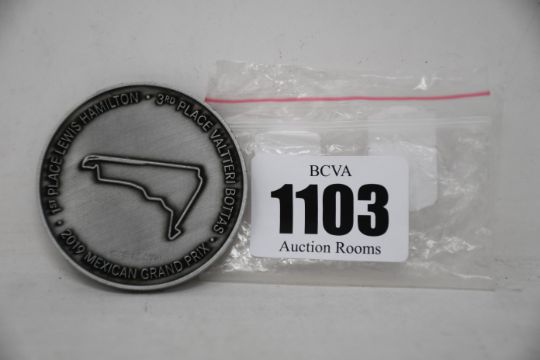 • 1ST PLACE LEWIS HAMILTON • 3RD PLACE VALTTERI BOTTAS •
2019 MEXICAN GRAND PRIX
BCVA
1103
Auction Rooms